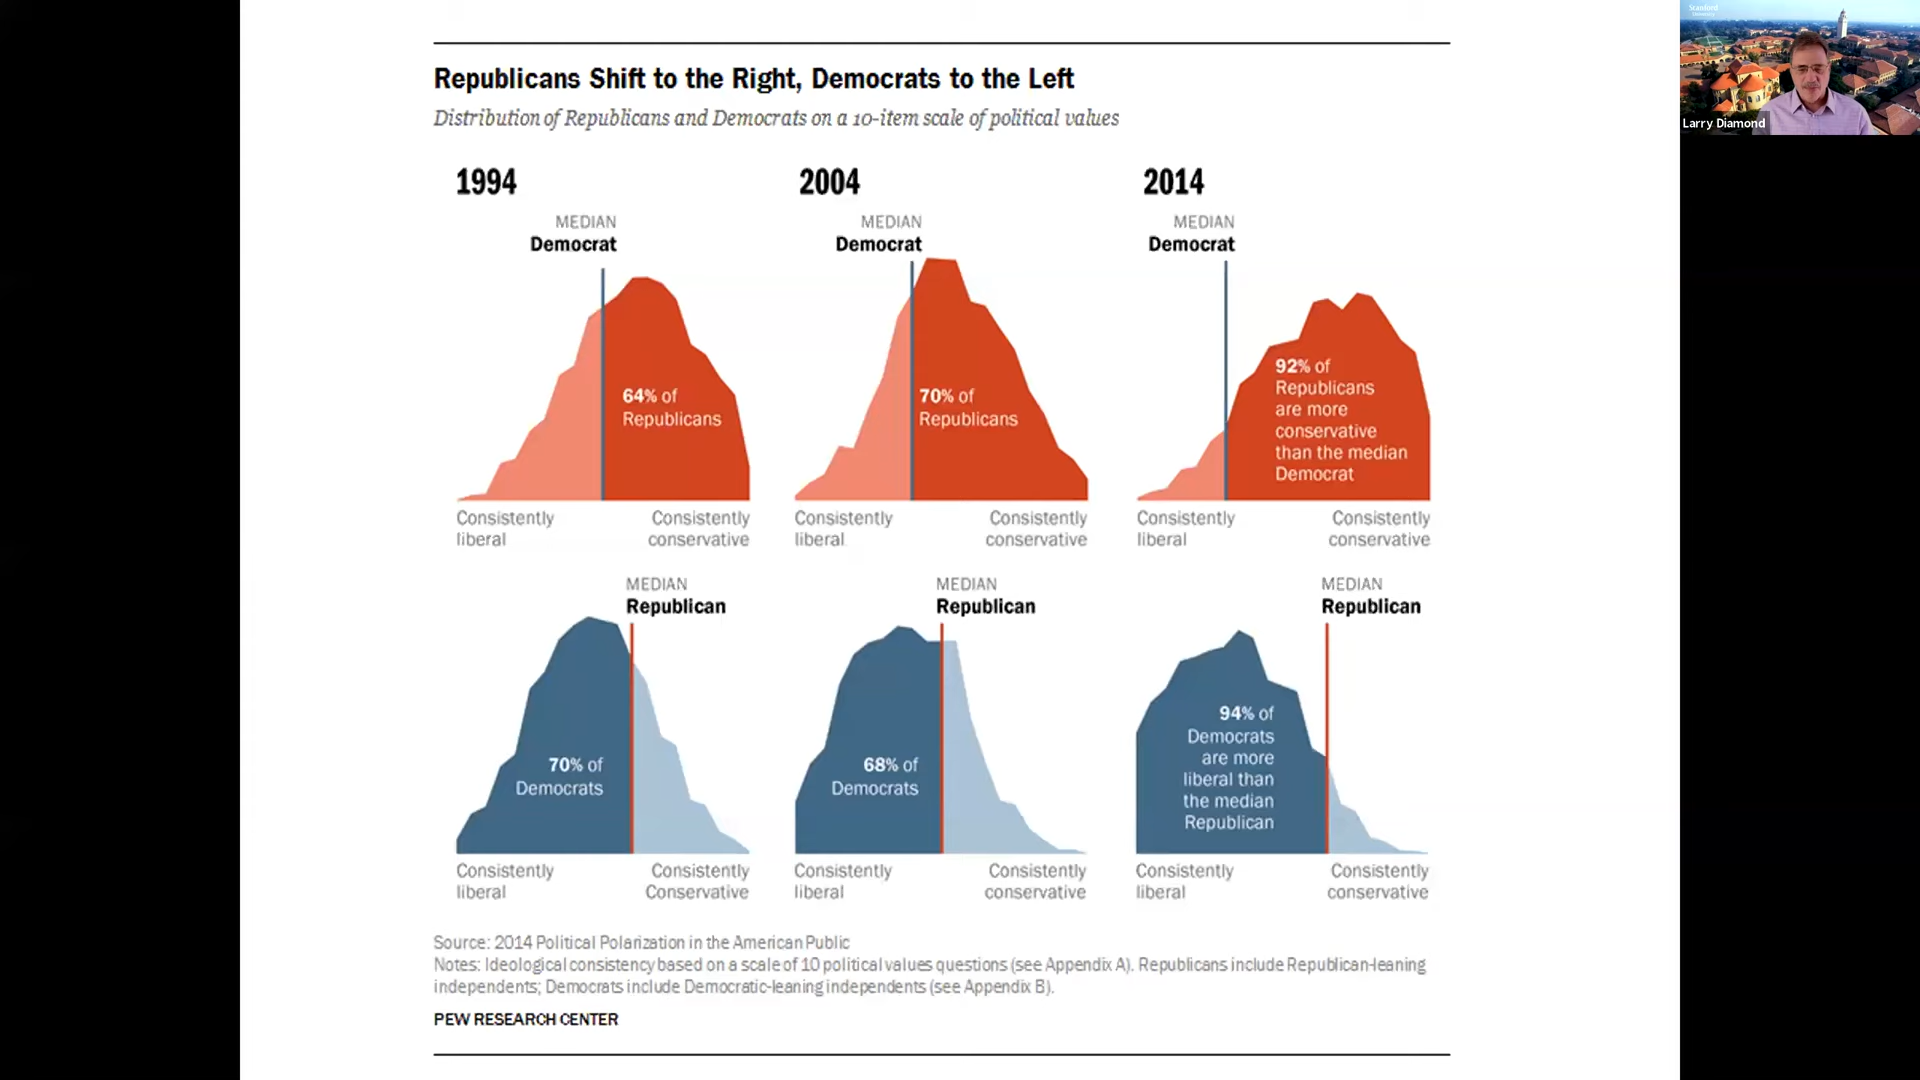 Republicans Shift to the Right, Democrats to the Left
Distribution of Republicans and Democrats on a 10-item scale of political values
1994
2004
2014
MEDIAN
Democrat
MEDIAN
Democrat
MEDIAN
Democrat
64% of
Republicans
70% of
Republicans
92% of
Republicans
are more
conservative
than the median
Democrat
Consistently
liberal
Consistently
conservative
Consistently
liberal
Consistently
conservative
Consistently
liberal
Consistently
conservative
MEDIAN
Republican
MEDIAN
Republican
MEDIAN
Republican
70% of
Democrats
68% of
Democrats
94% of
Democrats
are more
liberal than
the median
Republican
Consistently
liberal
Consistently
Conservative
Consistently
liberal
Consistently
conservative
Consistently
liberal
Consistently
conservative
Source: 2014 Political Polarization in the American Public
Notes: Ideological consistency based on a scale of 10 political values questions (see Appendix A). Republicans include Republican-leaning
independents; Democrats include Democratic-leaning independents (see Appendix B).
PEW RESEARCH CENTER
Stanford
Larry Diamond